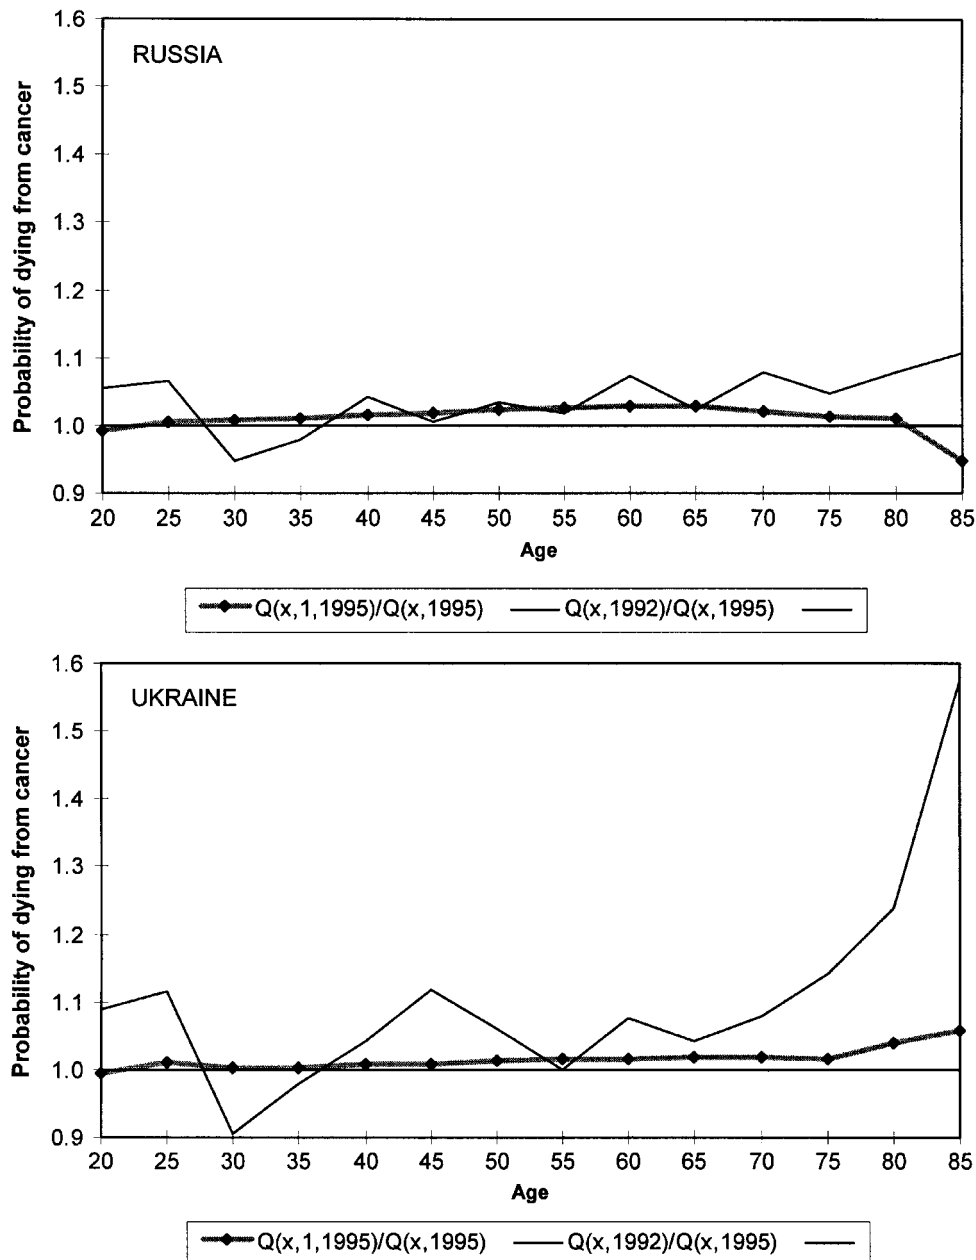 RUSSIA
Probability of dying from cancer
1.6
1.5
1.4
1.3
1.2
1.1
1.0
0.9
20 25 30 35 40 45 50 55 60 65 70 75 80 85
Age
Q(x,1,1995)/Q(x,1995) Q(x,1992)/Q(x,1995)
UKRAINE
Probability of dying from cancer
1.6
1.5
1.4
1.3
1.2
1.1
1.0
0.9
20 25 30 35 40 45 50 55 60 65 70 75 80 85
Age
Q(x,1,1995)/Q(x,1995) Q(x,1992)/Q(x,1995)